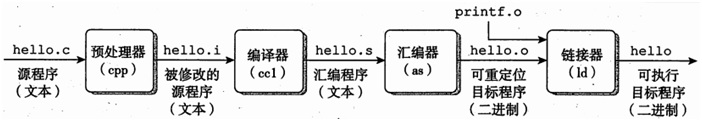 printf.o
hello.c
预处理器
(cpp)
hello.i
编译器
(cc1)
hello.s
汇编器
(as)
hello.o
链接器
(ld)
hello
源程序
(文本)
被修改的
源程序
(文本)
汇编程序
(文本)
可重定位
目标程序
(二进制)
可执行
目标程序
(二进制)